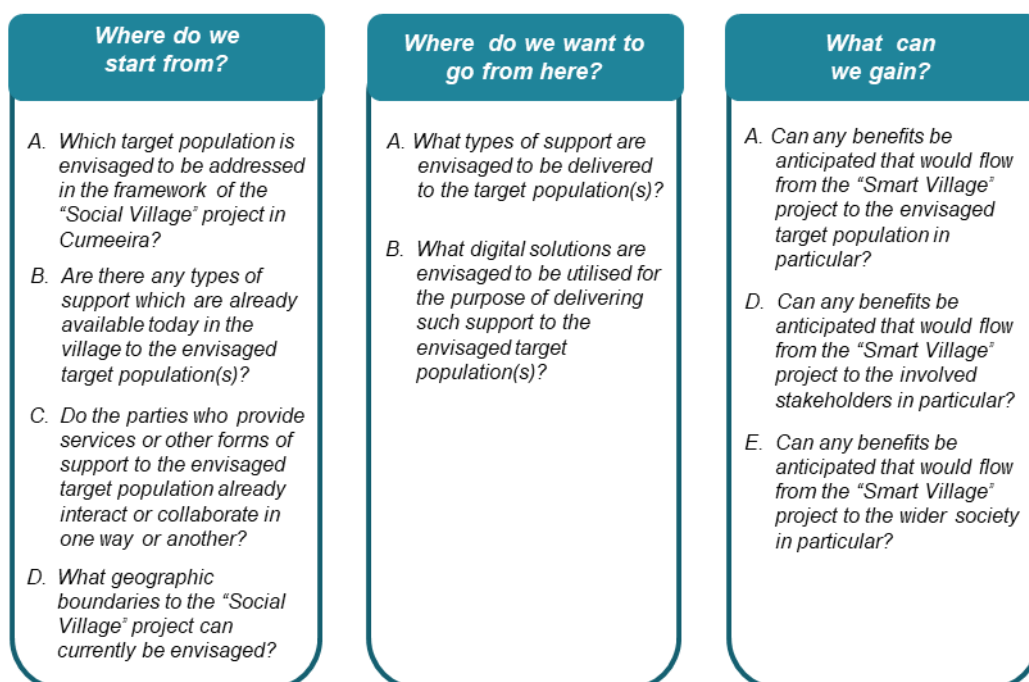 Where do we
start from?
A. Which target population is
envisaged to be addressed
in the framework of the
“Social Village” project in
Cumeeira?
B. Are there any types of
support which are already
available today in the
village to the envisaged
target population(s)?
C. Do the parties who provide
services or other forms of
support to the envisaged
target population already
interact or collaborate in
one way or another?
D. What geographic
boundaries to the “Social
Village” project can
currently be envisaged?
Where do we want to
go from here?
A. What types of support are
envisaged to be delivered
to the target population(s)?
B. What digital solutions are
envisaged to be utilised for
the purpose of delivering
such support to the
envisaged target
population(s)?
What can
we gain?
A. Can any benefits be
anticipated that would flow
from the “Smart Village”
project to the envisaged
target population in
particular?
D. Can any benefits be
anticipated that would flow
from the “Smart Village”
project to the involved
stakeholders in particular?
E. Can any benefits be
anticipated that would flow
from the “Smart Village”
project to the wider society
in particular?